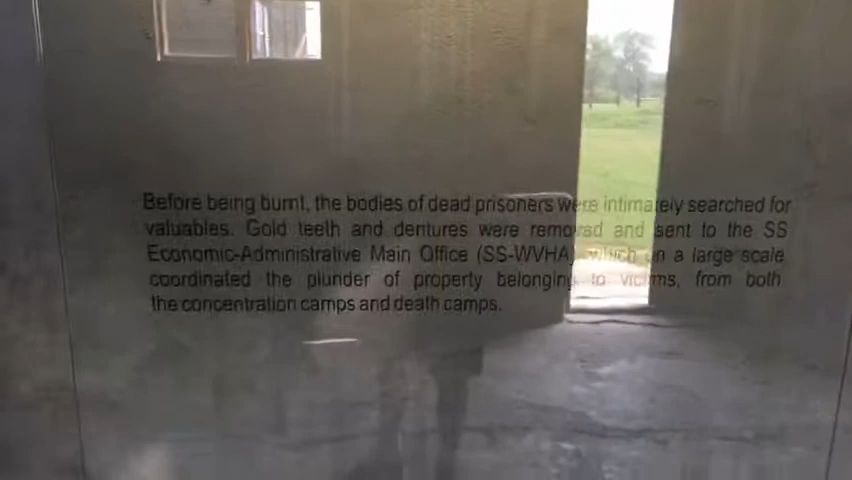 Before being burnt, the bodies of dead prisoners were intimately searched for
valuables. Gold teeth and dentures were removed and sent to the SS
Economic-Administrative Main Office (SS-WVHA) which on a large scale
coordinated the plunder of property belonging to victims, from both
the concentration camps and death camps.